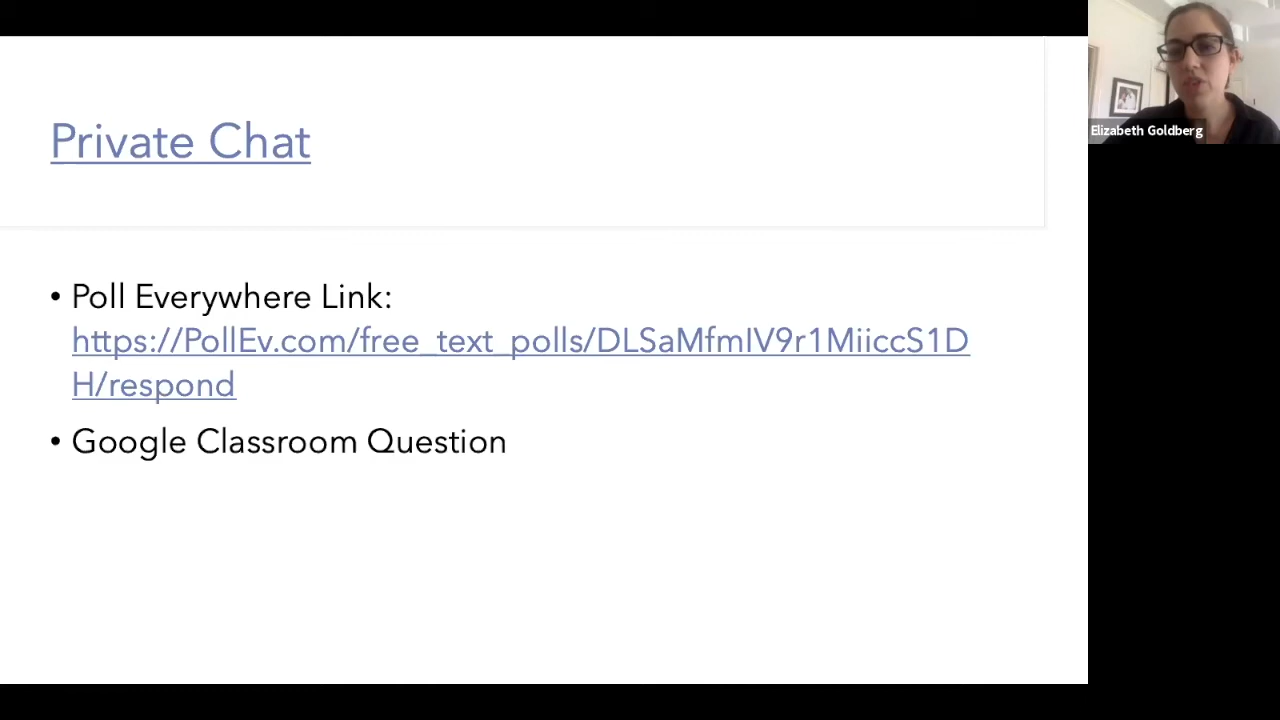 Private Chat
• Poll Everywhere Link:
https://PollEv.com/free_text_polls/DLSaMfmIV9r1MiiccS1D
H/respond
• Google Classroom Question
Elizabeth Goldberg